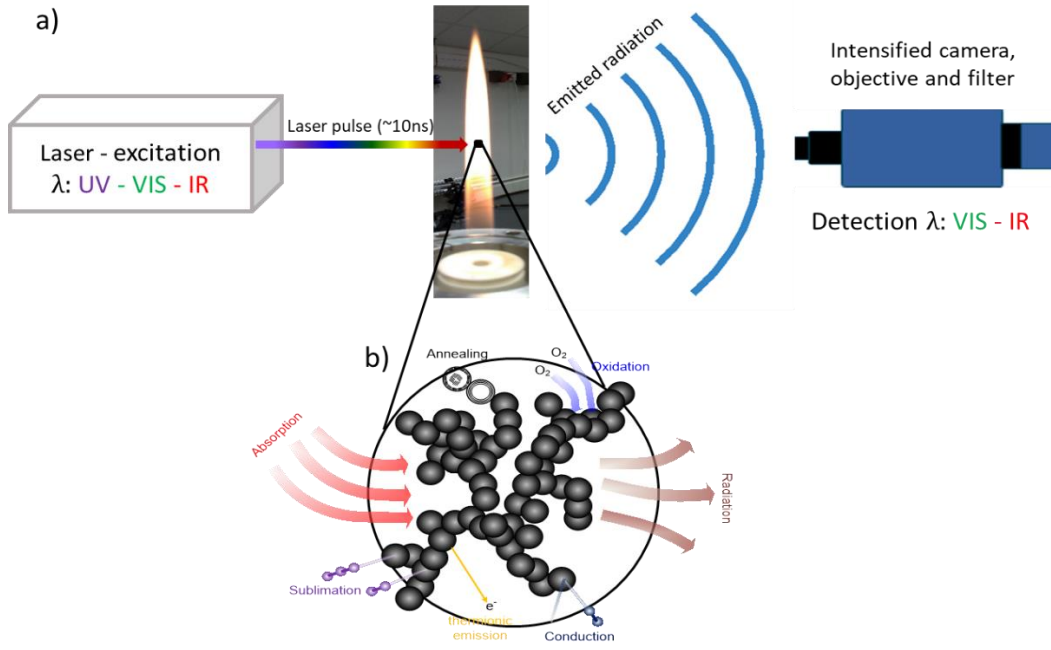 a)
Laser - excitation
λ: UV - VIS - IR
Laser pulse (~10ns)
Emitted radiation
Intensified camera,
objective and filter
Detection λ: VIS - IR
b)
Annealing
O₂
O₂
Oxidation
Absorption
Radiation
Sublimation
e⁻
thermionic
emission
Conduction